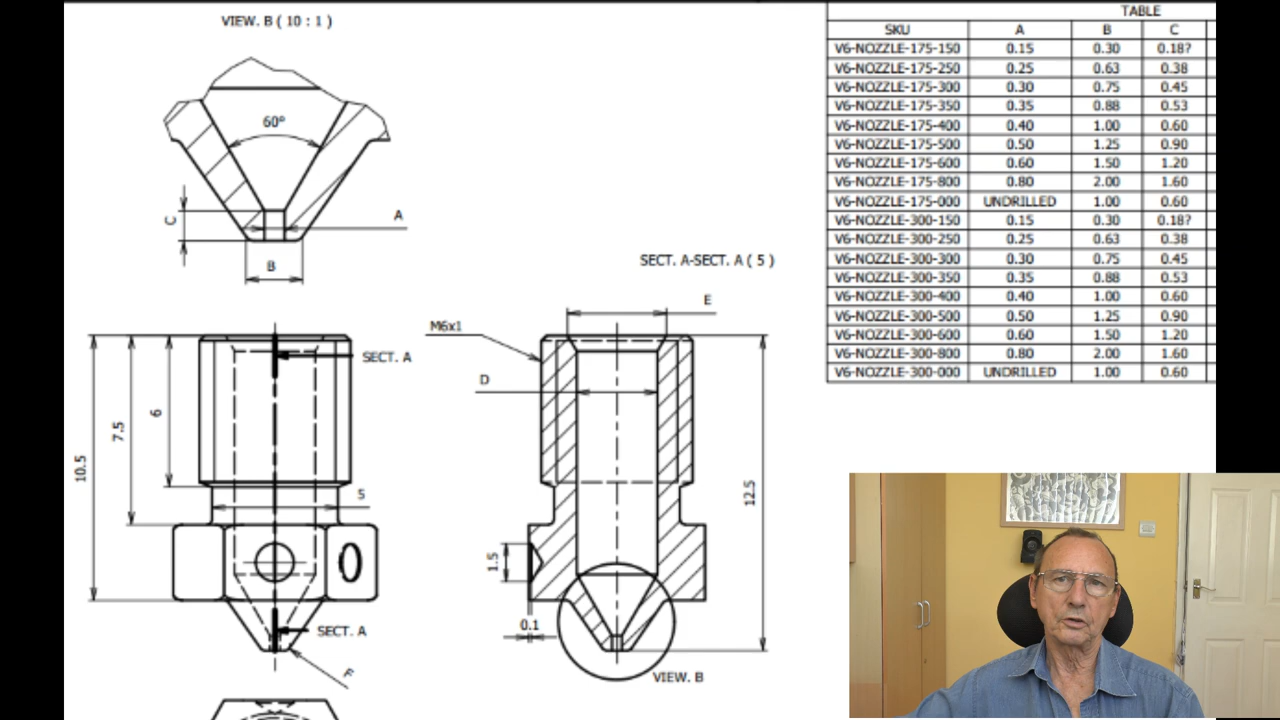 VIEW. B ( 10 : 1 )
60°
C
A
B
TABLE
SKU A B C
V6-NOZZLE-175-150 0.15 0.30 0.18?
V6-NOZZLE-175-250 0.25 0.63 0.38
V6-NOZZLE-175-300 0.30 0.75 0.45
V6-NOZZLE-175-350 0.35 0.88 0.53
V6-NOZZLE-175-400 0.40 1.00 0.60
V6-NOZZLE-175-500 0.50 1.25 0.90
V6-NOZZLE-175-600 0.60 1.50 1.20
V6-NOZZLE-175-800 0.80 2.00 1.60
V6-NOZZLE-175-000 UNDRILLED 1.00 0.60
V6-NOZZLE-300-150 0.15 0.30 0.18?
V6-NOZZLE-300-250 0.25 0.63 0.38
V6-NOZZLE-300-300 0.30 0.75 0.45
V6-NOZZLE-300-350 0.35 0.88 0.53
V6-NOZZLE-300-400 0.40 1.00 0.60
V6-NOZZLE-300-500 0.50 1.25 0.90
V6-NOZZLE-300-600 0.60 1.50 1.20
V6-NOZZLE-300-800 0.80 2.00 1.60
V6-NOZZLE-300-000 UNDRILLED 1.00 0.60
SECT. A
10.5
7.5
6
5
SECT. A
F
SECT. A-SECT. A ( 5 )
E
M6x1
D
12.5
1.5
0.1
VIEW. B